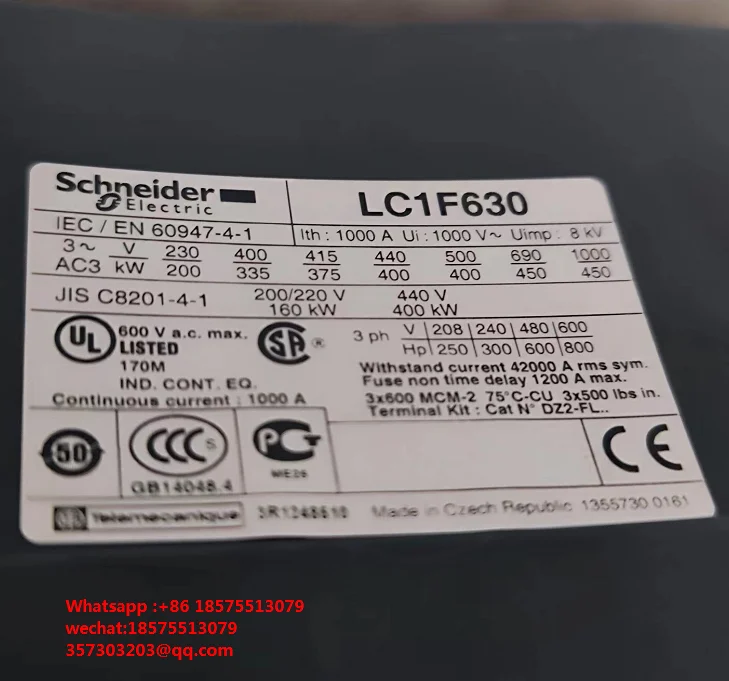 Schneider Electric
LC1F630
IEC / EN 60947-4-1
Ith : 1000 A Ui : 1000 V~ Uimp : 8 kV
3~ V 230 400 415 440 500 690 1000
AC3 kW 200 335 375 400 400 450 450
JIS C8201-4-1 200/220 V 440 V
160 kW 400 kW
UL LISTED 600 V a.c. max.
170M
IND. CONT. EQ.
Continuous current : 1000 A
SA ®
3 ph V 208 240 480 600
Hp 250 300 600 800
Withstand current 42000 A rms sym.
Fuse non time delay 1200 A max.
3x600 MCM-2 75°C-CU 3x500 lbs in.
Terminal Kit : Cat N° DZ2-FL..
50
CCC S
GB14048.4
PC
ME26
CE
Telemecanique
Made in Czech Republic 1355730 0161
Whatsapp :+86 18575513079
wechat:18575513079
357303203@qq.com